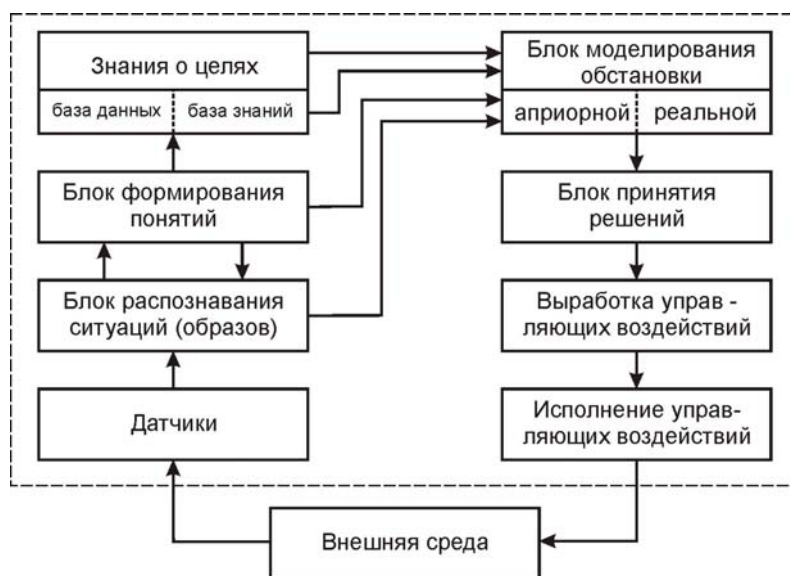 Знания о целях
база данных
база знаний
Блок формирования
понятий
Блок распознавания
ситуаций (образов)
Датчики
Блок моделирования
обстановки
априорной
реальной
Блок принятия
решений
Выработка управ -
ляющих воздействий
Исполнение управ-
ляющих воздействий
Внешняя среда